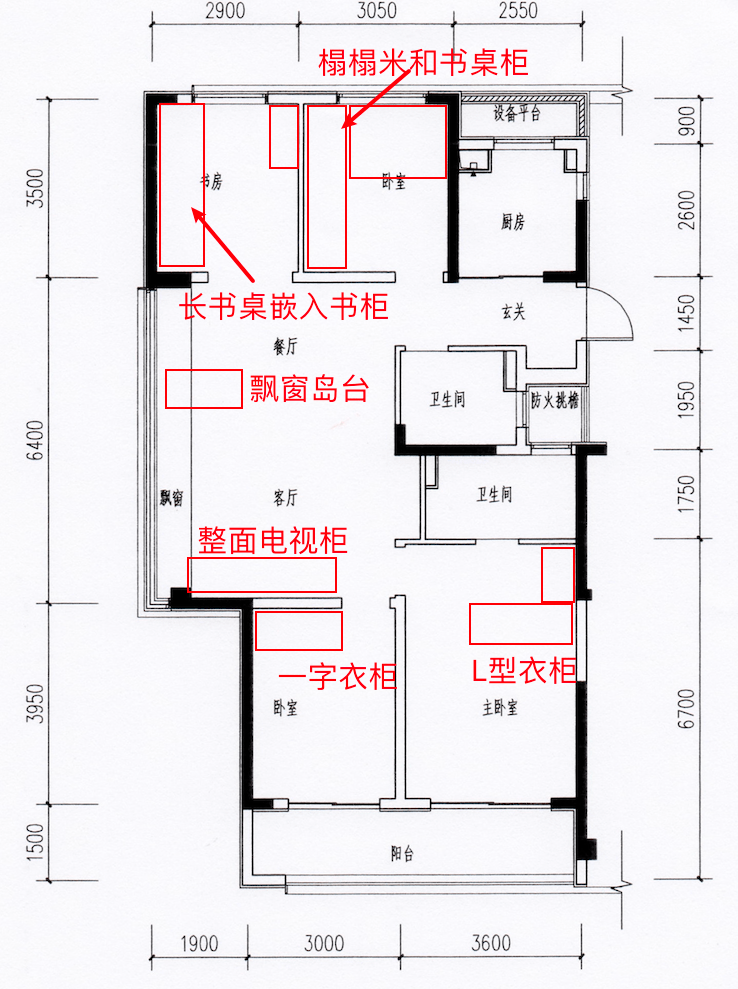 2900
3050
2550
榻榻米和书桌柜
设备平台
900
3500
书房
卧室
厨房
2600
长书桌嵌入书柜
玄关
1450
餐厅
飘窗岛台
卫生间
防火挑檐
1950
6400
飘窗
客厅
卫生间
1750
整面电视柜
一字衣柜
L型衣柜
卧室
主卧室
3950
6700
1500
阳台
1900
3000
3600